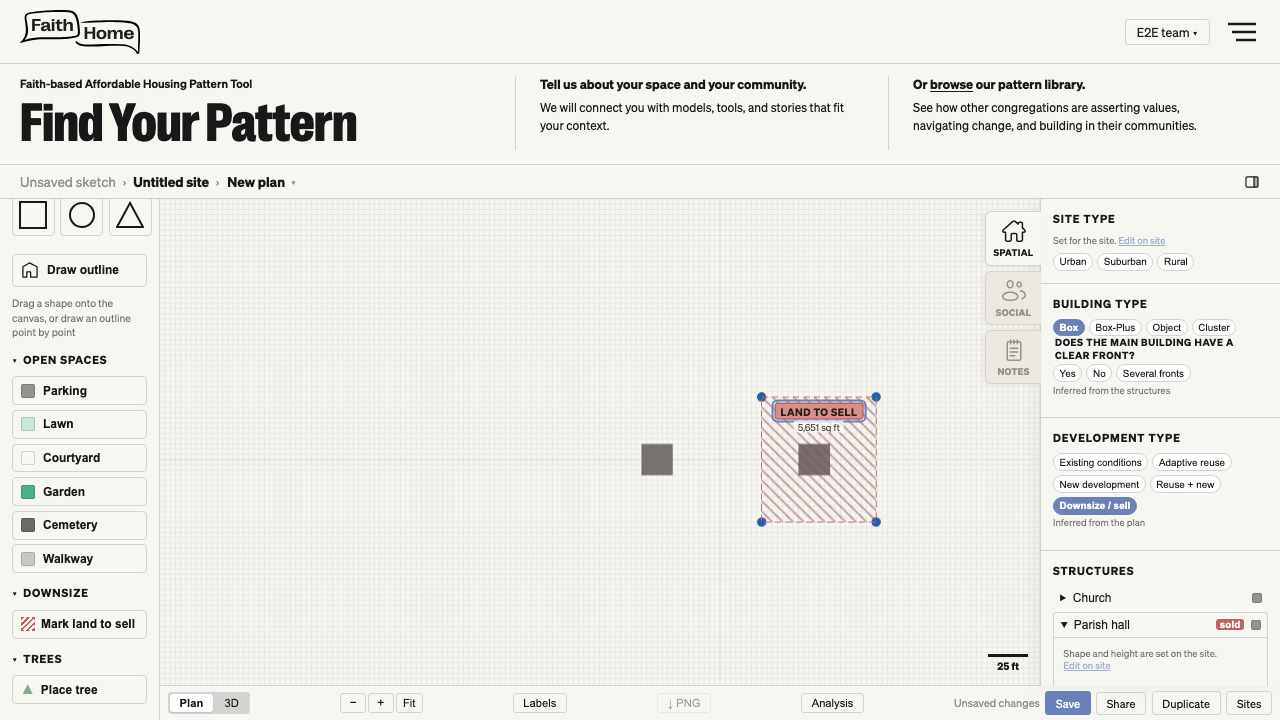 Faith Home
E2E team ▾
Faith-based Affordable Housing Pattern Tool
Find Your Pattern
Tell us about your space and your community.
We will connect you with models, tools, and stories that fit
your context.
Or browse our pattern library.
See how other congregations are asserting values,
navigating change, and building in their communities.
Unsaved sketch › Untitled site › New plan ▾
Draw outline
Drag a shape onto the
canvas, or draw an outline
point by point
▾ OPEN SPACES
Parking
Lawn
Courtyard
Garden
Cemetery
Walkway
▾ DOWNSIZE
Mark land to sell
▾ TREES
Place tree
LAND TO SELL
5,651 sq ft
25 ft
SPATIAL
SOCIAL
NOTES
SITE TYPE
Set for the site. Edit on site
Urban Suburban Rural
BUILDING TYPE
Box Box-Plus Object Cluster
DOES THE MAIN BUILDING HAVE A
CLEAR FRONT?
Yes No Several fronts
Inferred from the structures
DEVELOPMENT TYPE
Existing conditions Adaptive reuse
New development Reuse + new
Downsize / sell
Inferred from the plan
STRUCTURES
▶ Church
▼ Parish hall sold
Shape and height are set on the site.
Edit on site
Plan 3D
− + Fit
Labels
↓ PNG
Analysis
Unsaved changes Save Share Duplicate Sites